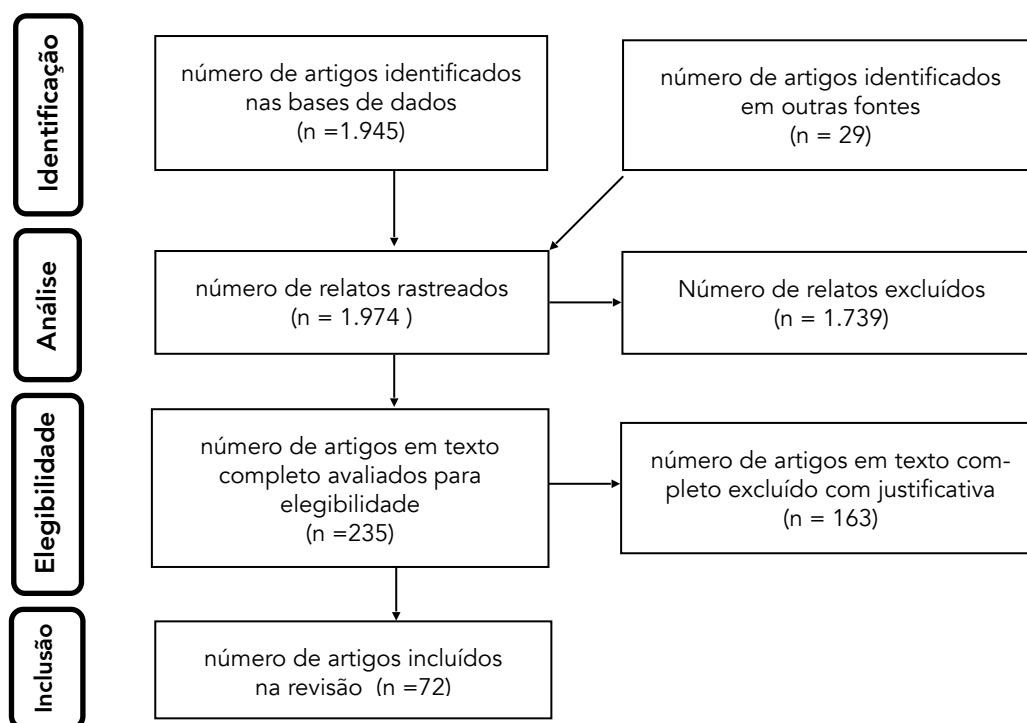 Identificação
número de artigos identificados
nas bases de dados
(n =1.945)
número de artigos identificados
em outras fontes
(n = 29)
Análise
número de relatos rastreados
(n = 1.974 )
Número de relatos excluídos
(n = 1.739)
Elegibilidade
número de artigos em texto
completo avaliados para
elegibilidade
(n =235)
número de artigos em texto com-
pleto excluído com justificativa
(n = 163)
Inclusão
número de artigos incluídos
na revisão (n =72)